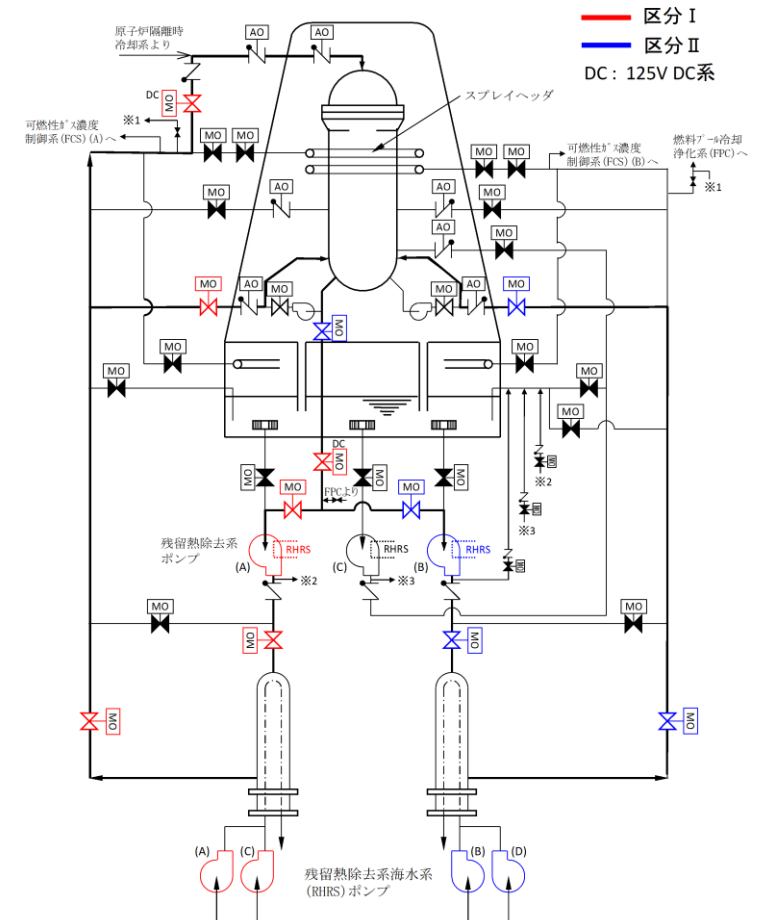 区分Ⅰ
区分Ⅱ
DC : 125V DC系
原子炉隔離時
冷却系より
AO
AO
DC
MO
スプレイヘッダ
※1
可燃性ｶﾞｽ濃度
制御系(FCS)(A)へ
MO
MO
MO
MO
可燃性ｶﾞｽ濃度
制御系(FCS)(B)へ
燃料ﾌﾟｰﾙ冷却
浄化系(FPC)へ
※1
MO
AO
AO
MO
AO
MO
MO
AO
MO
MO
AO
MO
MO
MO
MO
MO
MO
MO
DC
MO
MO
MO
MO
MO
FPCより
MO
MO
※2
MO
※3
残留熱除去系
ポンプ
(A)
RHRS
(C)
RHRS
(B)
RHRS
MO
※2
※3
MO
MO
MO
MO
MO
MO
(A)
(C)
(B)
(D)
残留熱除去系海水系
(RHRS)ポンプ